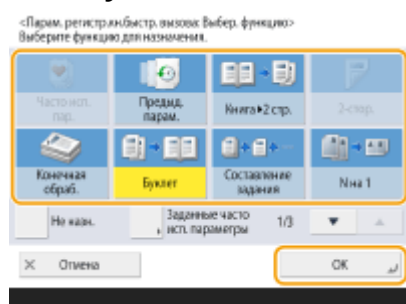 <Парам. регистр.кн.быстр. вызова: Выбер. функцию>
Выберите функцию для назначения.
Часто исп. пар.
Предыд. парам.
Книга▸2 стр.
2-стор.
Конечная обраб.
Буклет
Составление задания
N на 1
Не назн.
Заданные часто исп. параметры
1/3
Отмена
OK